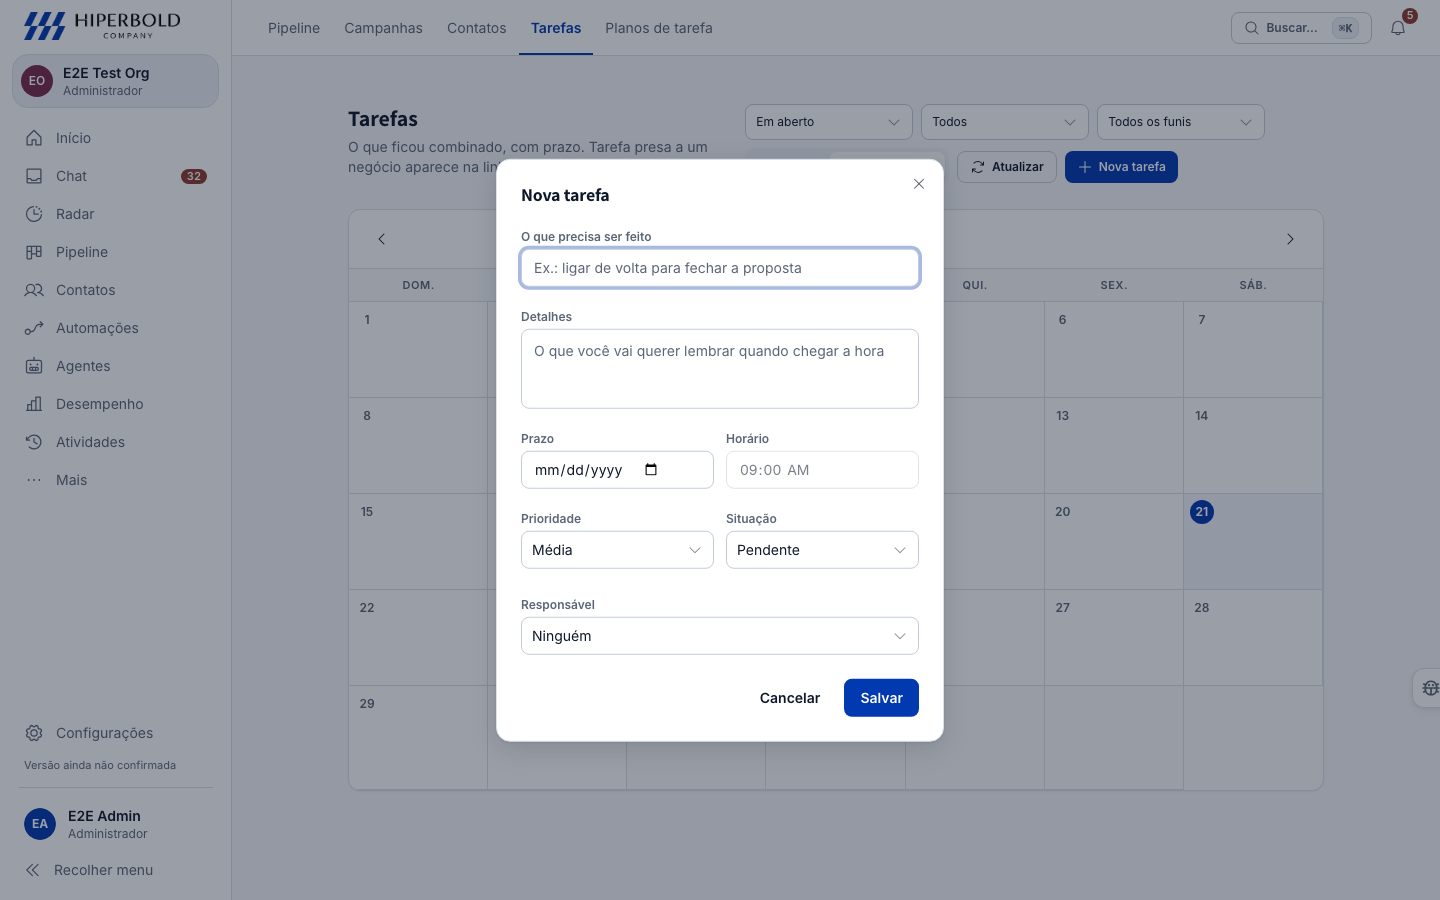 HIPERBOLD
COMPANY
Pipeline
Campanhas
Contatos
Tarefas
Planos de tarefa
Buscar...
⌘K
5
EO
E2E Test Org
Administrador
Início
Chat
32
Radar
Pipeline
Contatos
Automações
Agentes
Desempenho
Atividades
Mais
Configurações
Versão ainda não confirmada
EA
E2E Admin
Administrador
Recolher menu
Tarefas
O que ficou combinado, com prazo. Tarefa presa a um
negócio aparece na
Em aberto
Todos
Todos os funis
Atualizar
Nova tarefa
DOM.
QUI.
SEX.
SÁB.
1
6
7
8
13
14
15
20
21
22
27
28
29
Nova tarefa
O que precisa ser feito
Ex.: ligar de volta para fechar a proposta
Detalhes
O que você vai querer lembrar quando chegar a hora
Prazo
Horário
mm/dd/yyyy
09:00 AM
Prioridade
Situação
Média
Pendente
Responsável
Ninguém
Cancelar
Salvar